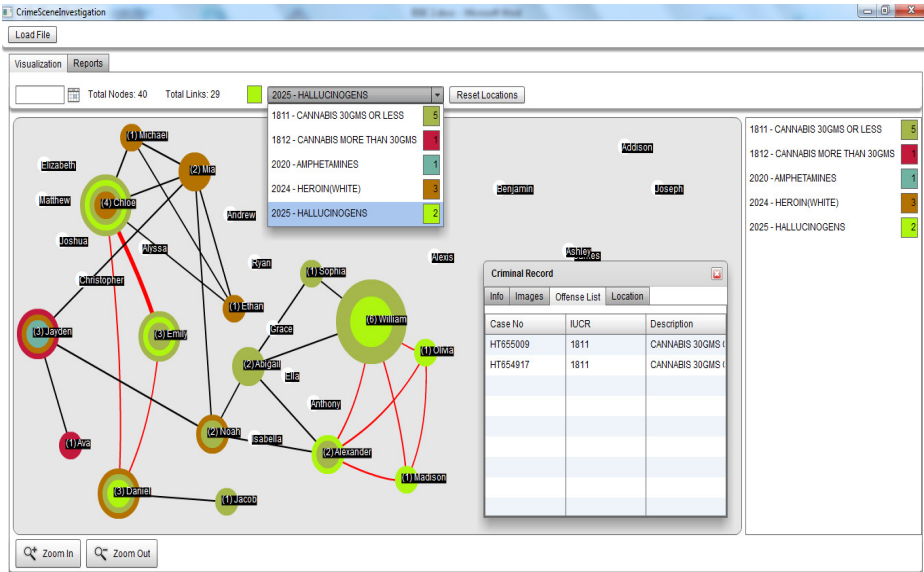 CrimeSceneInvestigation
Load File
Visualization Reports
Total Nodes: 40 Total Links: 29 2025 - HALLUCINOGENS Reset Locations
1811 - CANNABIS 30GMS OR LESS 5
1812 - CANNABIS MORE THAN 30GMS 1
2020 - AMPHETAMINES 1
2024 - HEROIN(WHITE) 3
2025 - HALLUCINOGENS 2
1811 - CANNABIS 30GMS OR LESS 5
1812 - CANNABIS MORE THAN 30GMS 1
2020 - AMPHETAMINES 1
2024 - HEROIN(WHITE) 3
2025 - HALLUCINOGENS 2
(1) Michael
Addison
Elizabeth
(2) Mia
Benjamin
Joseph
Matthew
(4) Chloe
Andrew
Joshua
Alyssa
Ashley
Ryan
Alexis
(1) Sophia
Christopher
(1) Ethan
(6) William
(3) Jayden
(3) Emily
Grace
(1) Olivia
(2) Abigail
Ella
Anthony
(2) Noah
Isabella
(1) Ava
(2) Alexander
(1) Madison
(3) Daniel
(1) Jacob
Criminal Record
Info Images Offense List Location
Case No IUCR Description
HT655009 1811 CANNABIS 30GMS
HT654917 1811 CANNABIS 30GMS
Zoom In Zoom Out